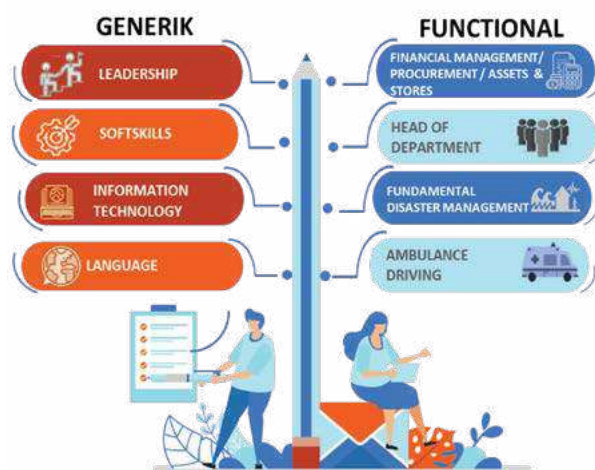 GENERIK
LEADERSHIP
SOFTSKILLS
INFORMATION
TECHNOLOGY
LANGUAGE
FUNCTIONAL
FINANCIAL MANAGEMENT/
PROCUREMENT / ASSETS &
STORES
HEAD OF
DEPARTMENT
FUNDAMENTAL
DISASTER MANAGEMENT
AMBULANCE
DRIVING